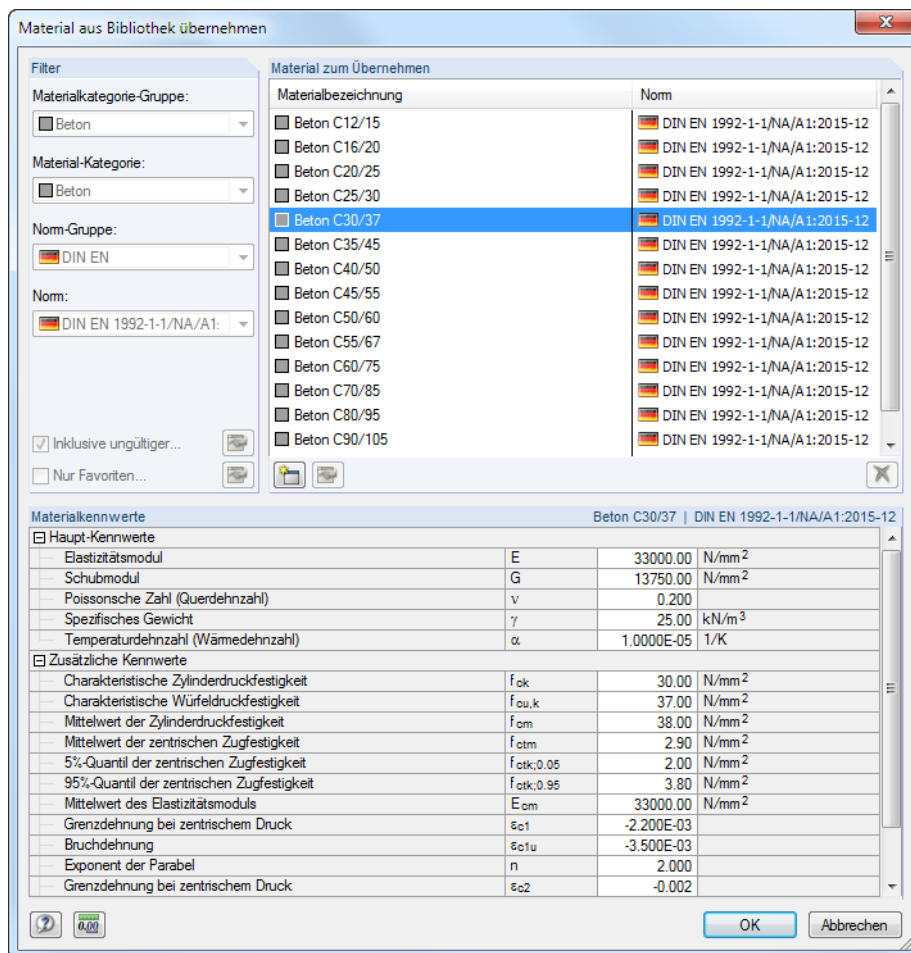 Material aus Bibliothek übernehmen
Filter
Materialkategorie-Gruppe:
Beton
Material-Kategorie:
Beton
Norm-Gruppe:
DIN EN
Norm:
DIN EN 1992-1-1/NA/A1:
Inklusive ungültiger...
Nur Favoriten...
Material zum Übernehmen
Materialbezeichnung Norm
Beton C12/15 DIN EN 1992-1-1/NA/A1:2015-12
Beton C16/20 DIN EN 1992-1-1/NA/A1:2015-12
Beton C20/25 DIN EN 1992-1-1/NA/A1:2015-12
Beton C25/30 DIN EN 1992-1-1/NA/A1:2015-12
Beton C30/37 DIN EN 1992-1-1/NA/A1:2015-12
Beton C35/45 DIN EN 1992-1-1/NA/A1:2015-12
Beton C40/50 DIN EN 1992-1-1/NA/A1:2015-12
Beton C45/55 DIN EN 1992-1-1/NA/A1:2015-12
Beton C50/60 DIN EN 1992-1-1/NA/A1:2015-12
Beton C55/67 DIN EN 1992-1-1/NA/A1:2015-12
Beton C60/75 DIN EN 1992-1-1/NA/A1:2015-12
Beton C70/85 DIN EN 1992-1-1/NA/A1:2015-12
Beton C80/95 DIN EN 1992-1-1/NA/A1:2015-12
Beton C90/105 DIN EN 1992-1-1/NA/A1:2015-12
Materialkennwerte Beton C30/37 | DIN EN 1992-1-1/NA/A1:2015-12
Haupt-Kennwerte
Elastizitätsmodul E 33000.00 N/mm²
Schubmodul G 13750.00 N/mm²
Poissonsche Zahl (Querdehnzahl) ν 0.200
Spezifisches Gewicht γ 25.00 kN/m³
Temperaturdehnzahl (Wärmedehnzahl) α 1.0000E-05 1/K
Zusätzliche Kennwerte
Charakteristische Zylinderdruckfestigkeit fck 30.00 N/mm²
Charakteristische Würfeldruckfestigkeit fcu,k 37.00 N/mm²
Mittelwert der Zylinderdruckfestigkeit fcm 38.00 N/mm²
Mittelwert der zentrischen Zugfestigkeit fctm 2.90 N/mm²
5%-Quantil der zentrischen Zugfestigkeit fctk;0.05 2.00 N/mm²
95%-Quantil der zentrischen Zugfestigkeit fctk;0.95 3.80 N/mm²
Mittelwert des Elastizitätsmoduls Ecm 33000.00 N/mm²
Grenzdehnung bei zentrischem Druck εc1 -2.200E-03
Bruchdehnung εc1u -3.500E-03
Exponent der Parabel n 2.000
Grenzdehnung bei zentrischem Druck εc2 -0.002
0.00
OK Abbrechen